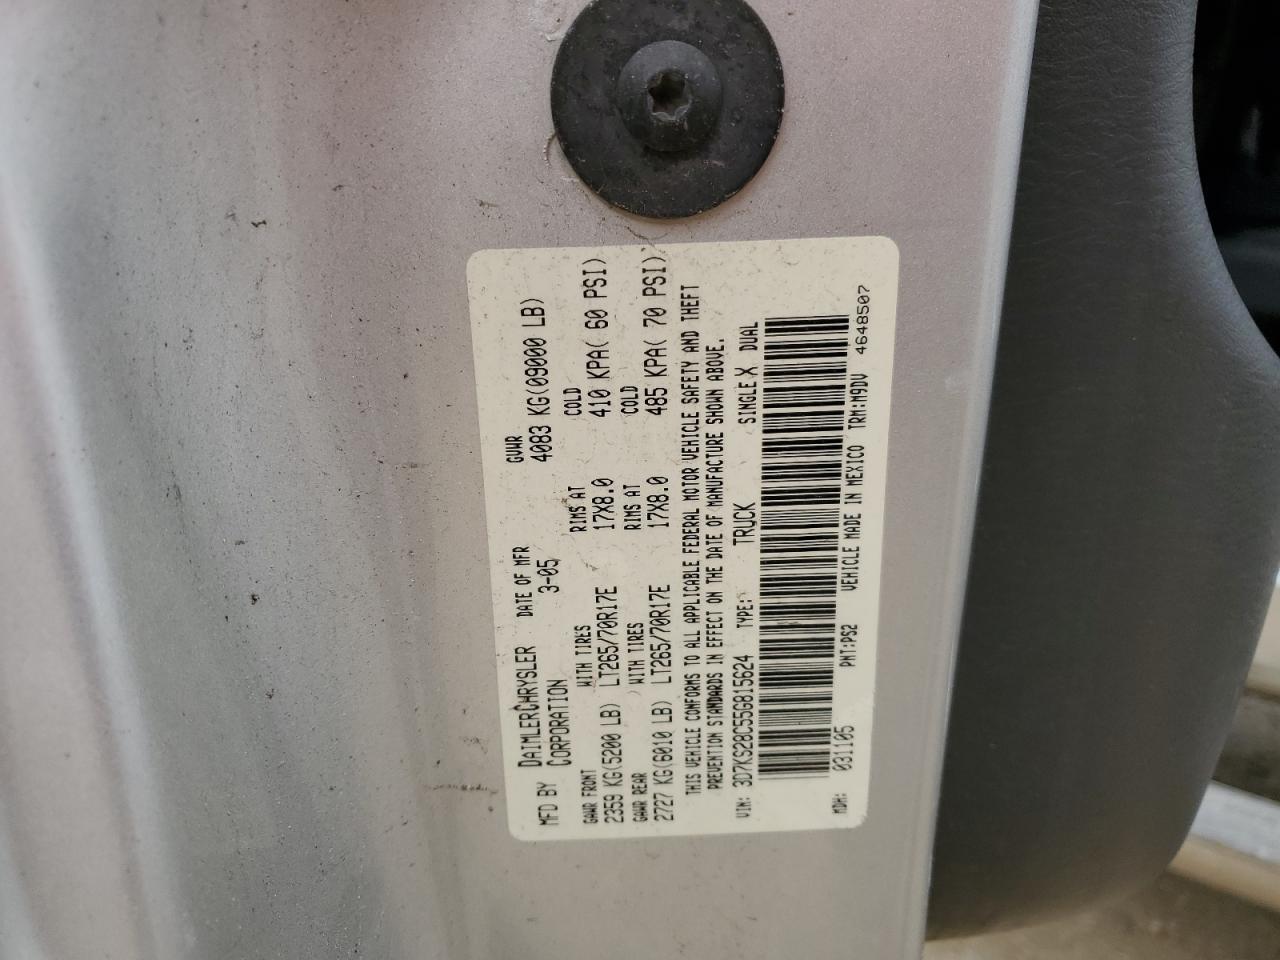 MFD BY DAIMLERCHRYSLER CORPORATION DATE OF MFR 3-05 GVWR 4083 KG(09000 LB)
GAWR FRONT WITH TIRES RIMS AT COLD
2359 KG(5200 LB) LT265/70R17E 17X8.0 410 KPA( 60 PSI)
GAWR REAR WITH TIRES RIMS AT COLD
2727 KG(6010 LB) LT265/70R17E 17X8.0 485 KPA( 70 PSI)
THIS VEHICLE CONFORMS TO ALL APPLICABLE FEDERAL MOTOR VEHICLE SAFETY AND THEFT
PREVENTION STANDARDS IN EFFECT ON THE DATE OF MANUFACTURE SHOWN ABOVE.
VIN: 3D7KS28C55G815624 TYPE: TRUCK SINGLE X DUAL
MDH: 031105 PNT:PS2 VEHICLE MADE IN MEXICO TRM:M9DV 4648507